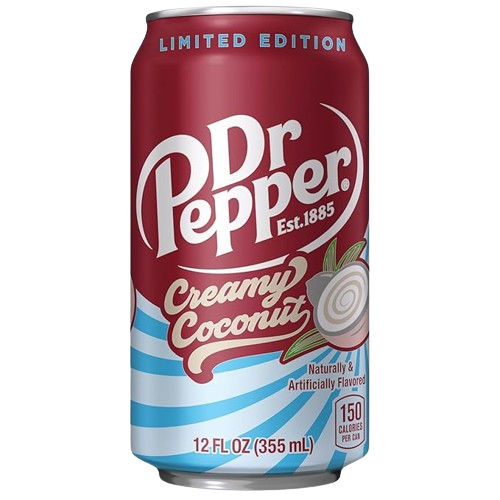 LIMITED EDITION
Dr
Pepper®
Est.1885
Creamy
Coconut
Naturally &
Artificially Flavored
150
CALORIES
PER CAN
12 FL OZ (355 mL)